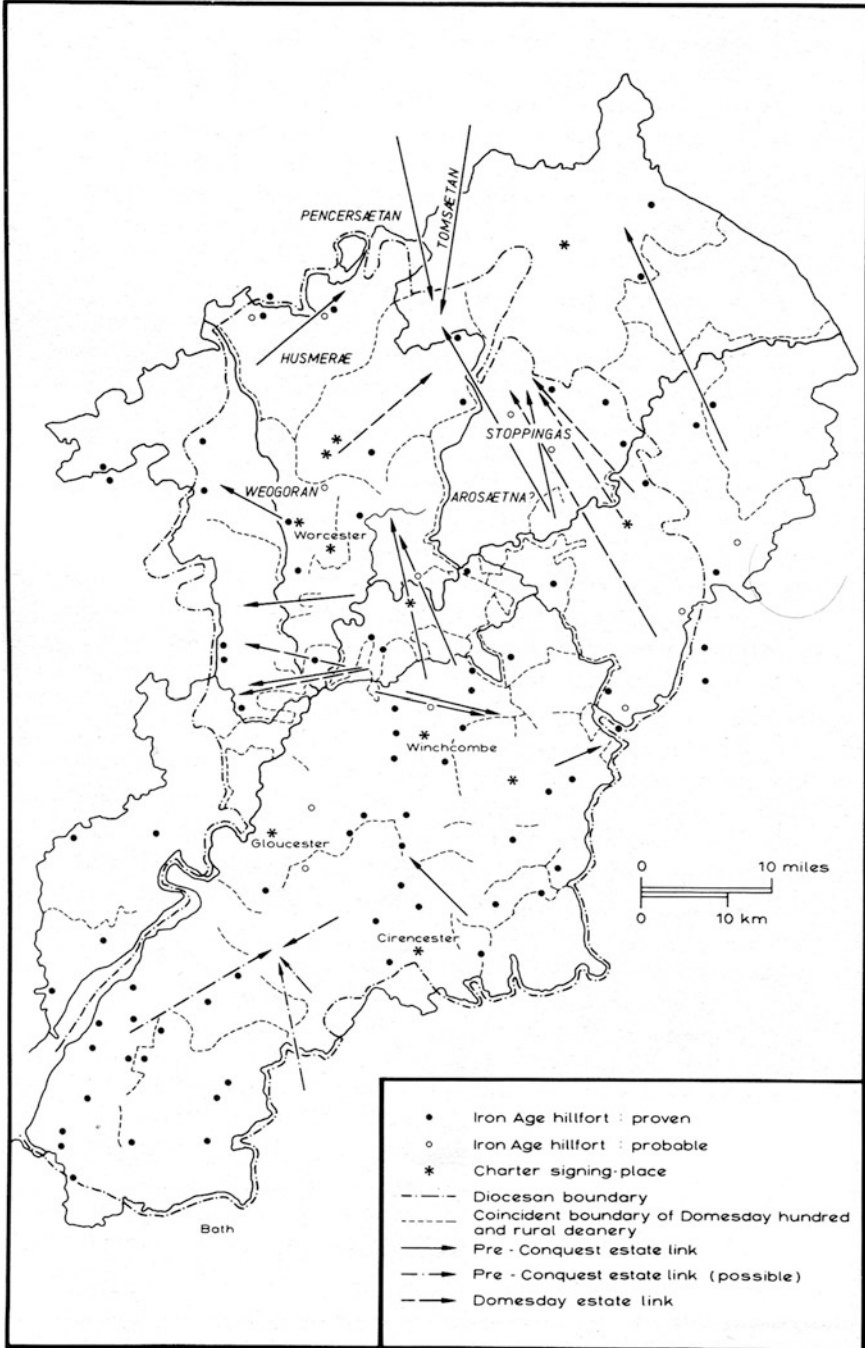 PENCERSÆTAN
TOMSÆTAN
HUSMERÆ
STOPPINGAS
WEOGORAN
AROSÆTNA?
Worcester
Winchcombe
Gloucester
0 10 miles
0 10 km
Cirencester
Bath
Iron Age hillfort : proven
Iron Age hillfort : probable
Charter signing-place
Diocesan boundary
Coincident boundary of Domesday hundred
and rural deanery
Pre - Conquest estate link
Pre - Conquest estate link (possible)
Domesday estate link